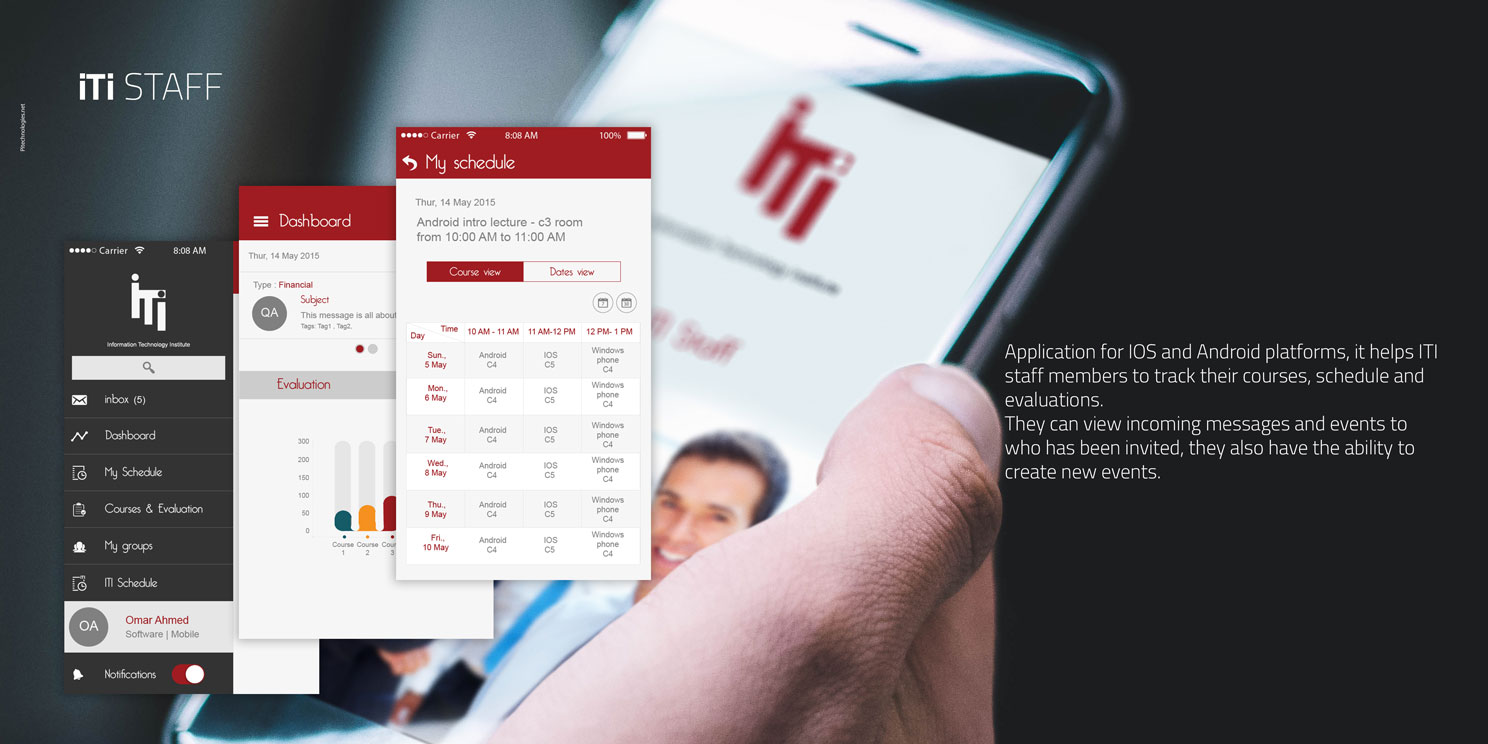 iTi STAFF
Pitechnologies.net
Carrier 8:08 AM
iTi
Information Technology Institute
inbox (5)
Dashboard
My Schedule
Courses & Evaluation
My groups
ITI Schedule
OA
Omar Ahmed
Software | Mobile
Notifications
Dashboard
Thur, 14 May 2015
Type : Financial
QA
Subject
This message is all about
Tags: Tag1 , Tag2,
Evaluation
300
200
150
100
50
0
Course 1
Course 2
3
Carrier 8:08 AM 100%
My schedule
Thur, 14 May 2015
Android intro lecture - c3 room
from 10:00 AM to 11:00 AM
Course view Dates view
Day Time 10 AM - 11 AM 11 AM-12 PM 12 PM- 1 PM
Sun., 5 May Android C4 IOS C5 Windows phone C4
Mon., 6 May Android C4 IOS C5 Windows phone C4
Tue., 7 May Android C4 IOS C5 Windows phone C4
Wed., 8 May Android C4 IOS C5 Windows phone C4
Thu., 9 May Android C4 IOS C5 Windows phone C4
Fri., 10 May Android C4 IOS C5 Windows phone C4
iTi
Staff
Application for IOS and Android platforms, it helps ITI
staff members to track their courses, schedule and
evaluations.
They can view incoming messages and events to
who has been invited, they also have the ability to
create new events.